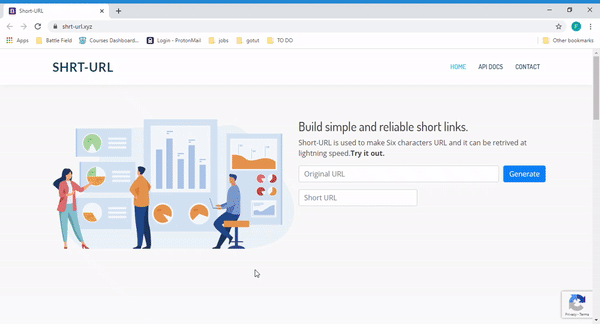 Short-URL
shrt-url.xyz
Apps
Battle Field
Courses Dashboard...
Login - ProtonMail
jobs
gotut
TO DO
Other bookmarks
SHRT-URL
HOME
API DOCS
CONTACT
Build simple and reliable short links.
Short-URL is used to make Six characters URL and it can be retrived at
lightning speed.Try it out.
Original URL
Generate
Short URL
Privacy - Terms